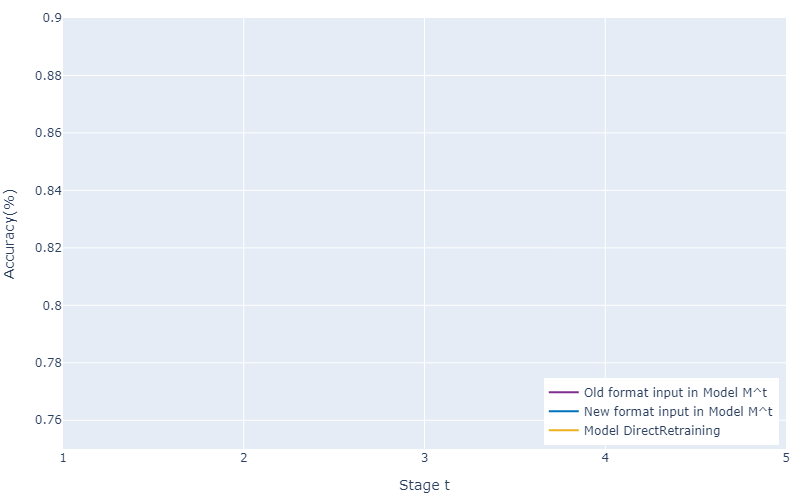 0.9
0.88
0.86
0.84
0.82
0.8
0.78
0.76
Accuracy(%)
1
2
3
4
5
Stage t
Old format input in Model M^t
New format input in Model M^t
Model DirectRetraining